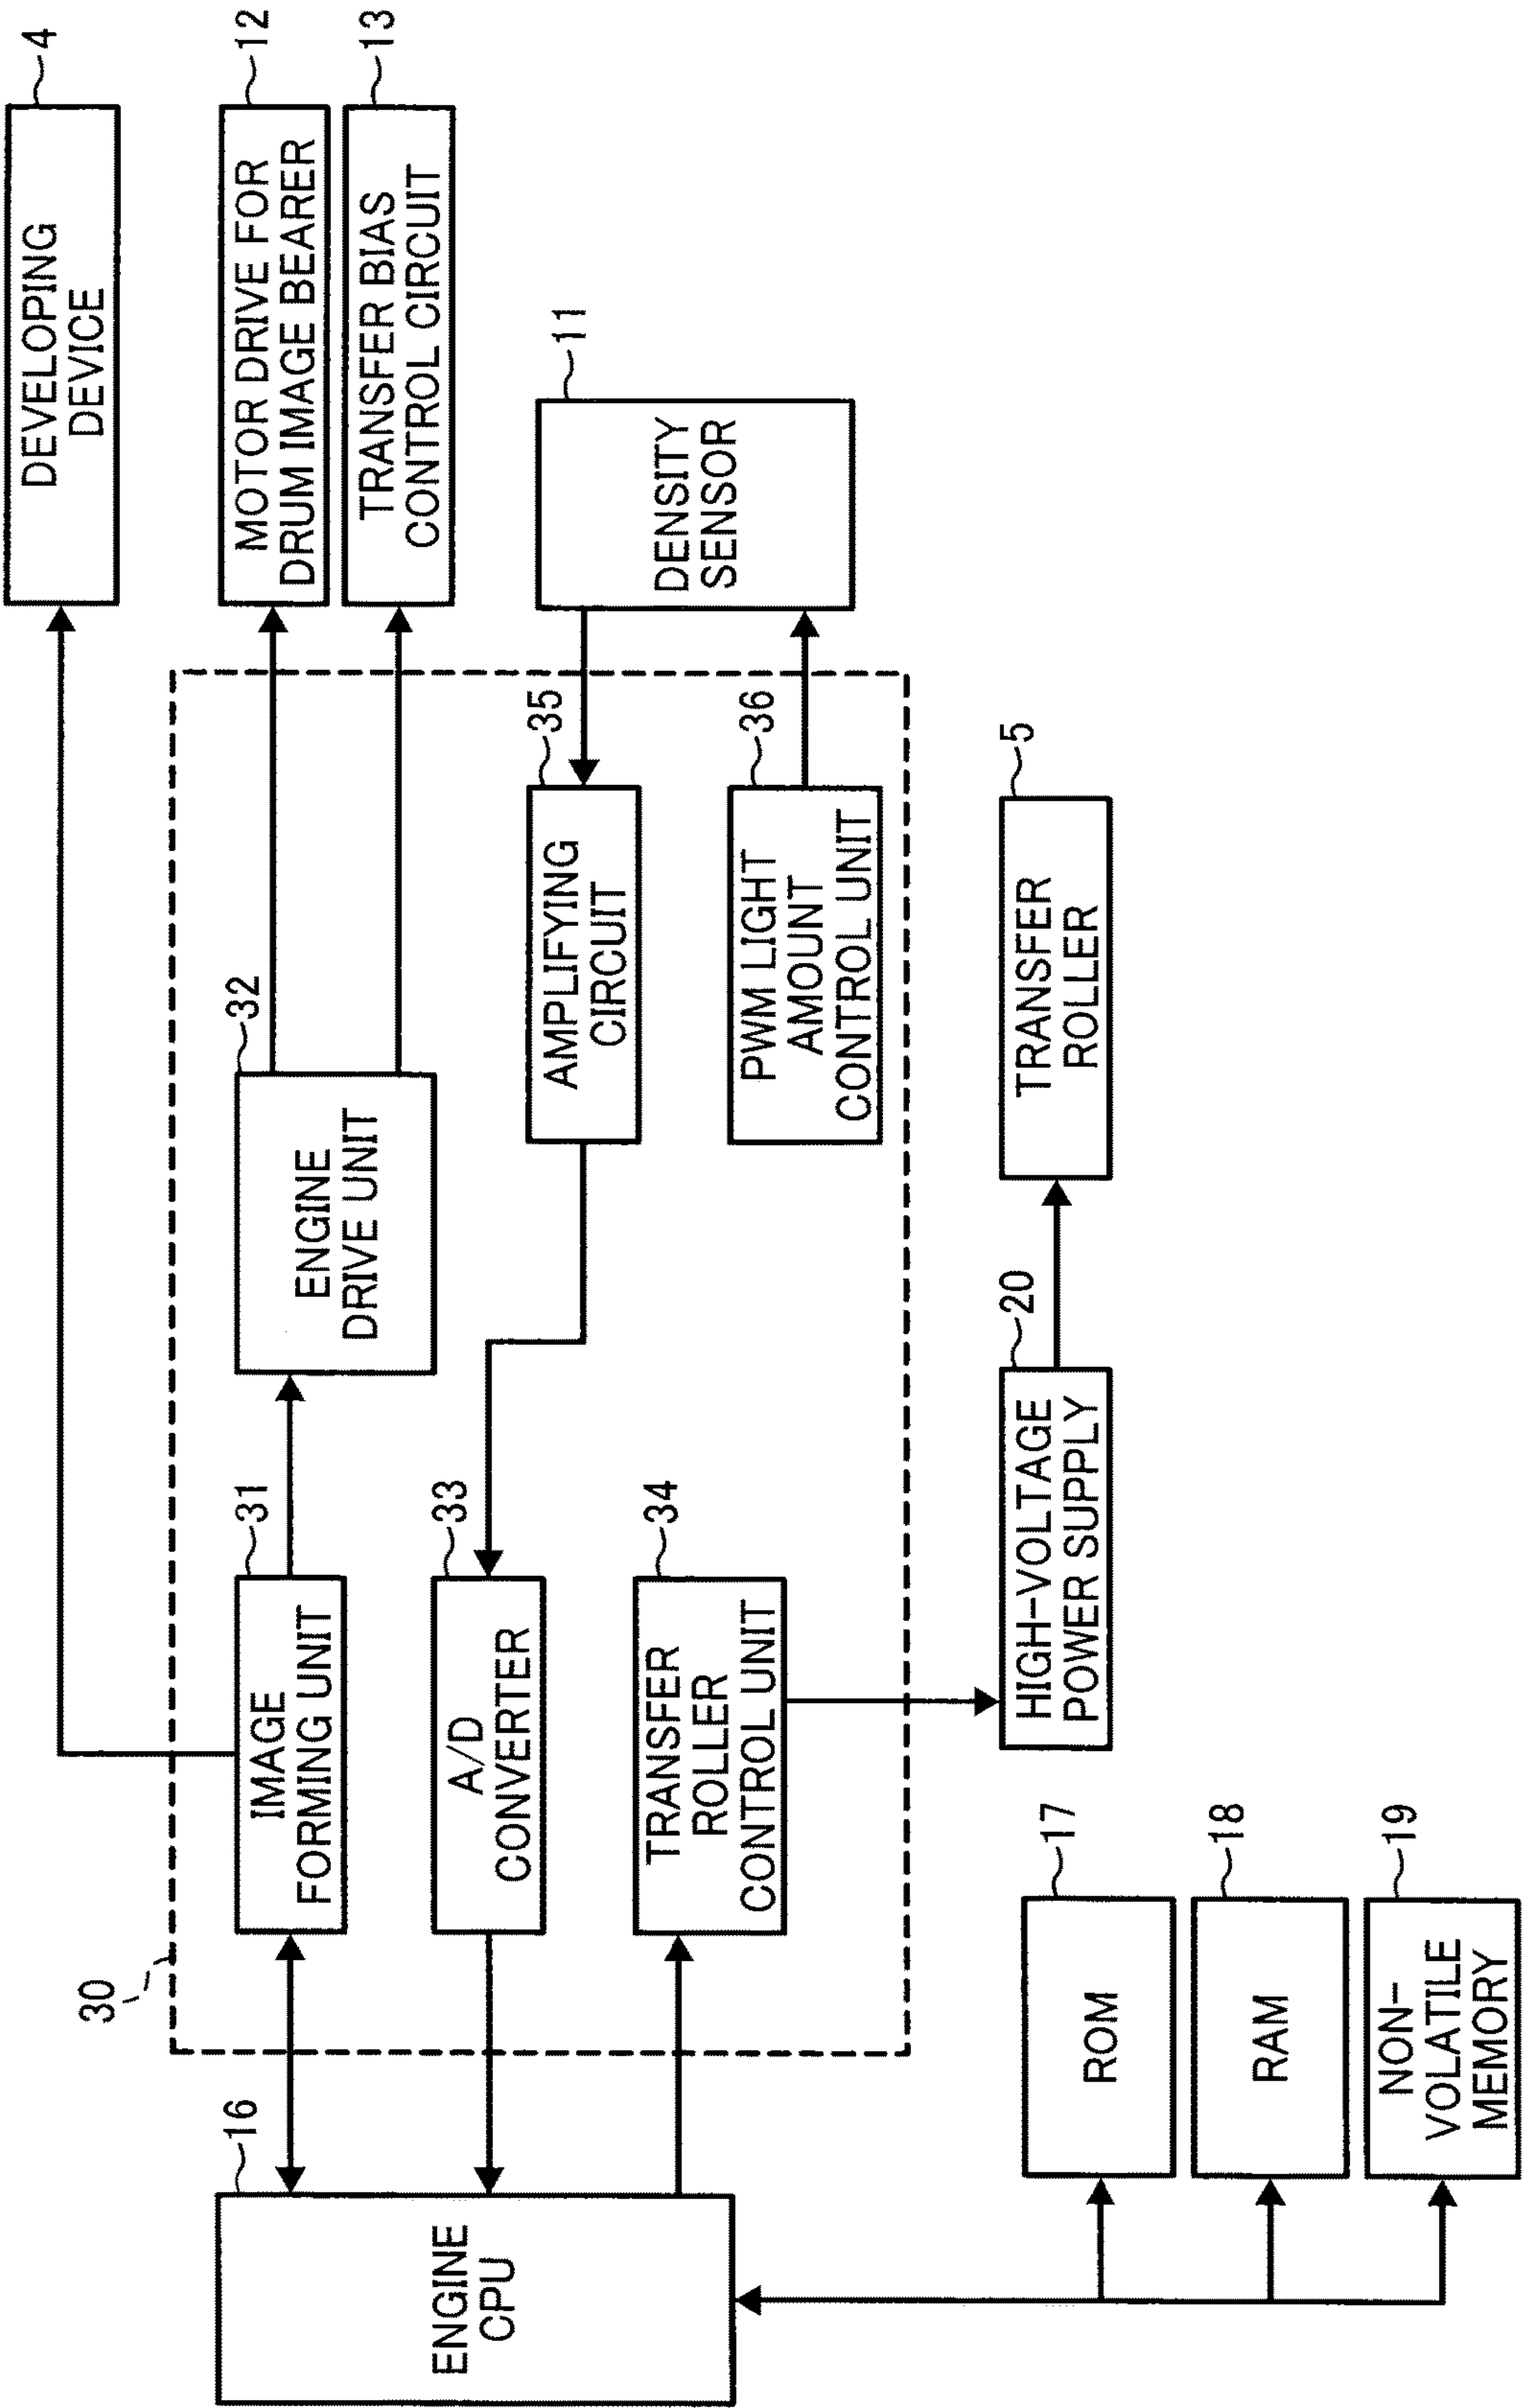 DEVELOPING
DEVICE
4
MOTOR DRIVE FOR
DRUM IMAGE BEARER
12
TRANSFER BIAS
CONTROL CIRCUIT
13
30
16
ENGINE
CPU
31
IMAGE
FORMING UNIT
32
ENGINE
DRIVE UNIT
33
A/D
CONVERTER
35
AMPLIFYING
CIRCUIT
11
DENSITY
SENSOR
34
TRANSFER
ROLLER
CONTROL UNIT
36
PWM LIGHT
AMOUNT
CONTROL UNIT
20
HIGH-VOLTAGE
POWER SUPPLY
5
TRANSFER
ROLLER
17
ROM
18
RAM
19
NON-
VOLATILE
MEMORY